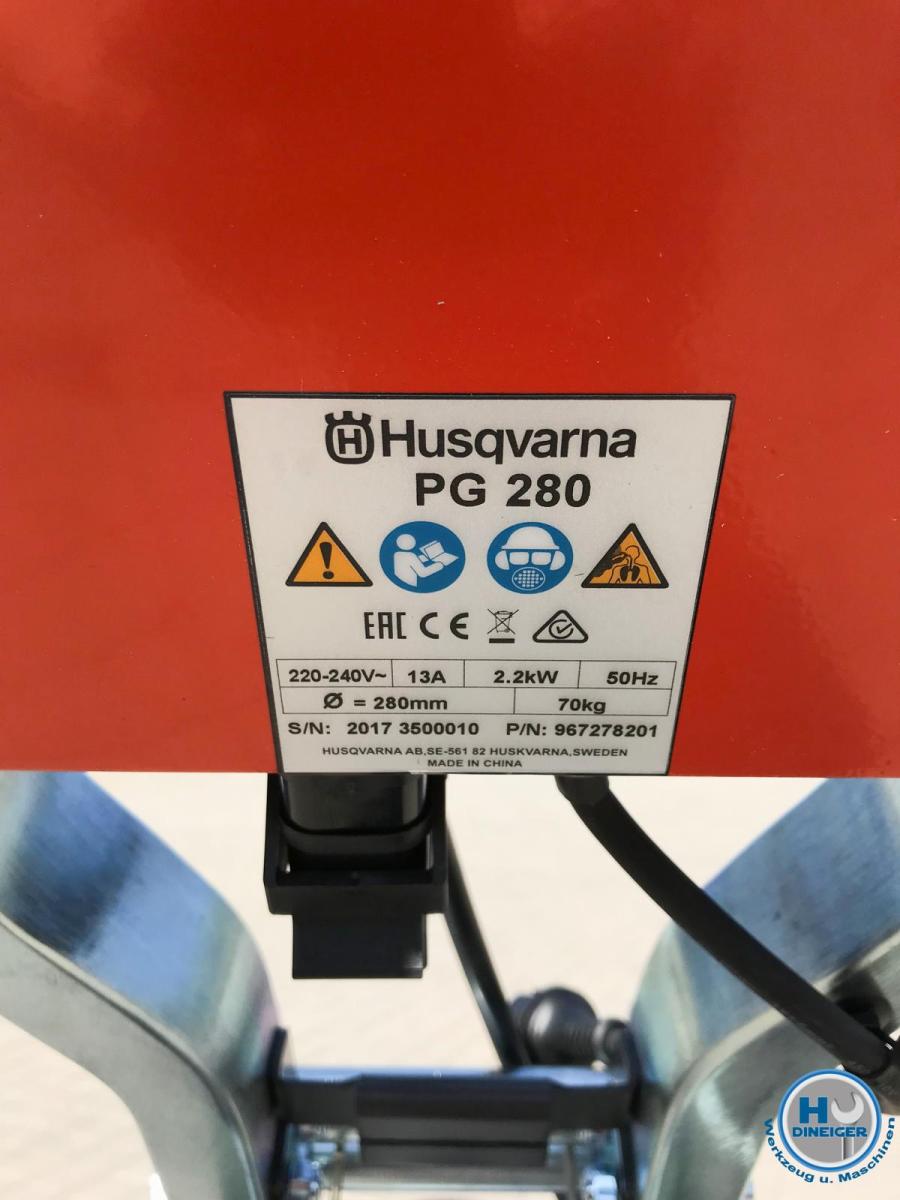 H Husqvarna
PG 280
EAC CE
220-240V~ 13A 2.2kW 50Hz
Ø = 280mm 70kg
S/N: 2017 3500010 P/N: 967278201
HUSQVARNA AB,SE-561 82 HUSKVARNA,SWEDEN
MADE IN CHINA
H
DINEIGER
Werkzeug u. Maschinen